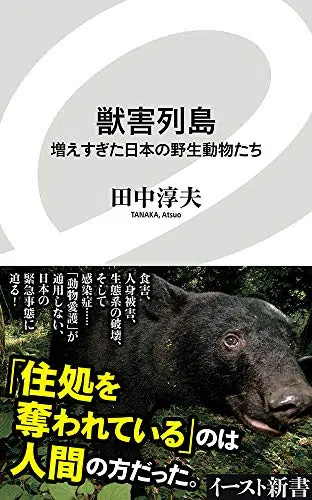 獣害列島
増えすぎた日本の野生動物たち
田中淳夫
TANAKA, Atsuo
食害、
人身被害、
生態系の破壊、
そして
感染症……
「動物愛護」が
通用しない、
日本の
緊急事態に
迫る!
「住処を
奪われている」のは
人間の方だった。
イースト新書